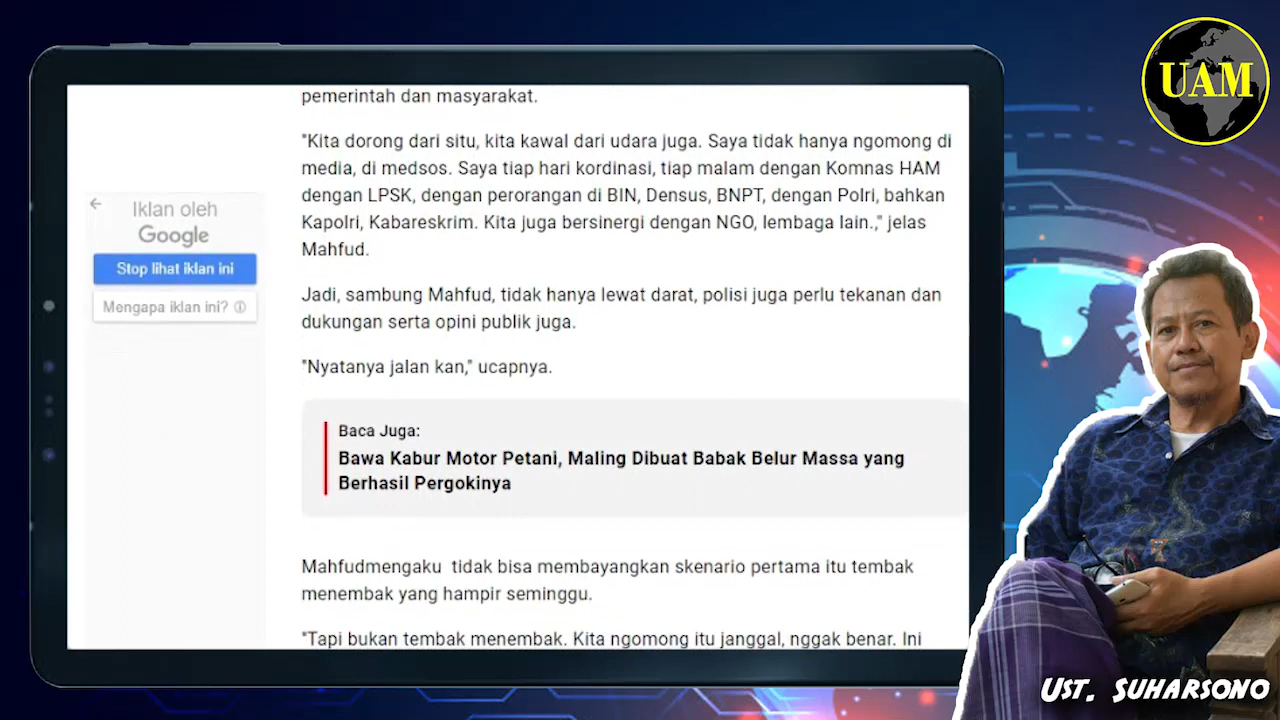 UAM
pemerintah dan masyarakat.
"Kita dorong dari situ, kita kawal dari udara juga. Saya tidak hanya ngomong di
media, di medsos. Saya tiap hari kordinasi, tiap malam dengan Komnas HAM
dengan LPSK, dengan perorangan di BIN, Densus, BNPT, dengan Polri, bahkan
Kapolri, Kabareskrim. Kita juga bersinergi dengan NGO, lembaga lain.," jelas
Mahfud.
Iklan oleh
Google
Stop lihat iklan ini
Mengapa iklan ini?
Jadi, sambung Mahfud, tidak hanya lewat darat, polisi juga perlu tekanan dan
dukungan serta opini publik juga.
"Nyatanya jalan kan," ucapnya.
Baca Juga:
Bawa Kabur Motor Petani, Maling Dibuat Babak Belur Massa yang
Berhasil Pergokinya
Mahfudmengaku  tidak bisa membayangkan skenario pertama itu tembak
menembak yang hampir seminggu.
"Tapi bukan tembak menembak. Kita ngomong itu janggal, nggak benar. Ini
UST. SUHARSONO